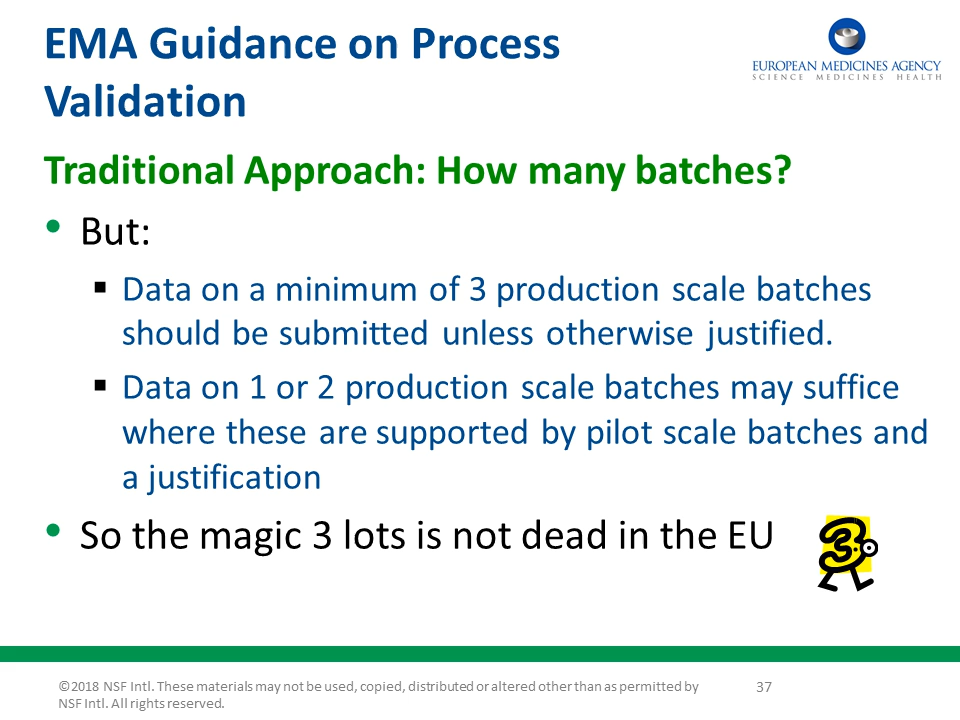 EMA Guidance on Process
Validation
EUROPEAN MEDICINES AGENCY
SCIENCE MEDICINES HEALTH
Traditional Approach: How many batches?
• But:
▪ Data on a minimum of 3 production scale batches
should be submitted unless otherwise justified.
▪ Data on 1 or 2 production scale batches may suffice
where these are supported by pilot scale batches and
a justification
• So the magic 3 lots is not dead in the EU
3
©2018 NSF Intl. These materials may not be used, copied, distributed or altered other than as permitted by
NSF Intl. All rights reserved.
37